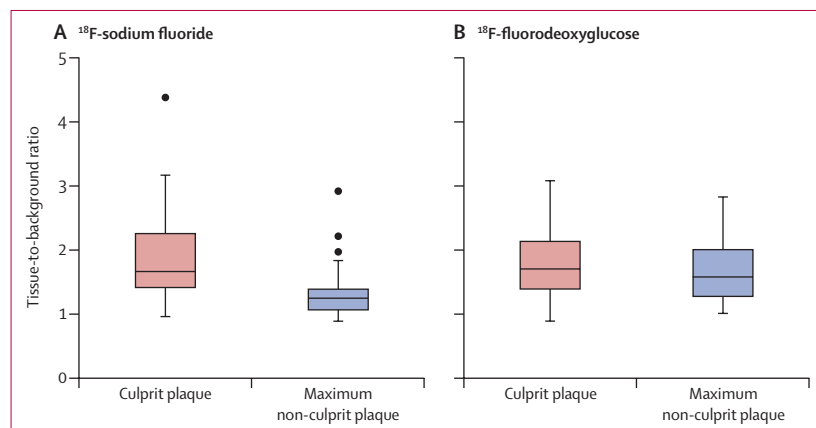 A ¹⁸F-sodium fluoride
B ¹⁸F-fluorodeoxyglucose
Tissue-to-background ratio
5
4
3
2
1
0
Culprit plaque
Maximum
non-culprit plaque
Culprit plaque
Maximum
non-culprit plaque